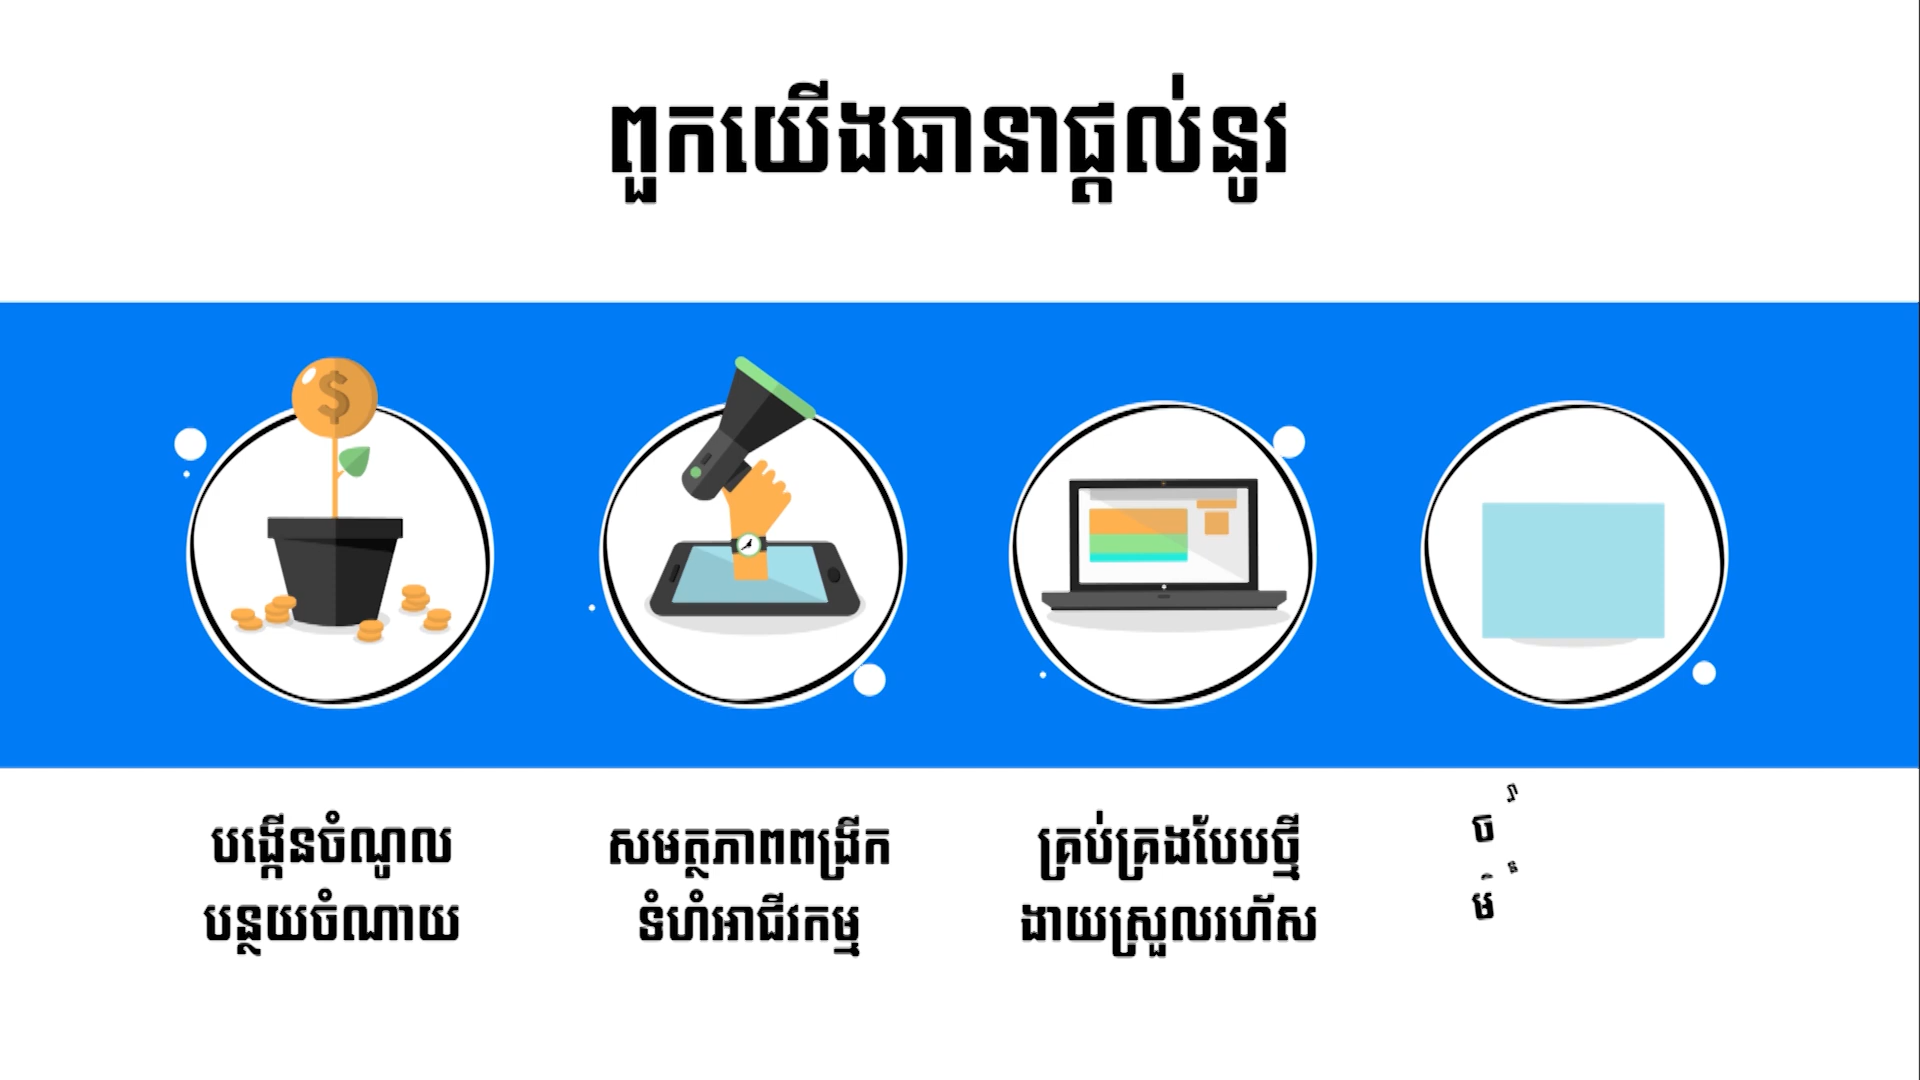 ពួកយើងធានាផ្តល់នូវ
បង្កើនចំណូល
បន្ថយចំណាយ
សមត្ថភាពពង្រីក
ទំហំអាជីវកម្ម
គ្រប់គ្រងបែបថ្មី
ងាយស្រួលរហ័ស